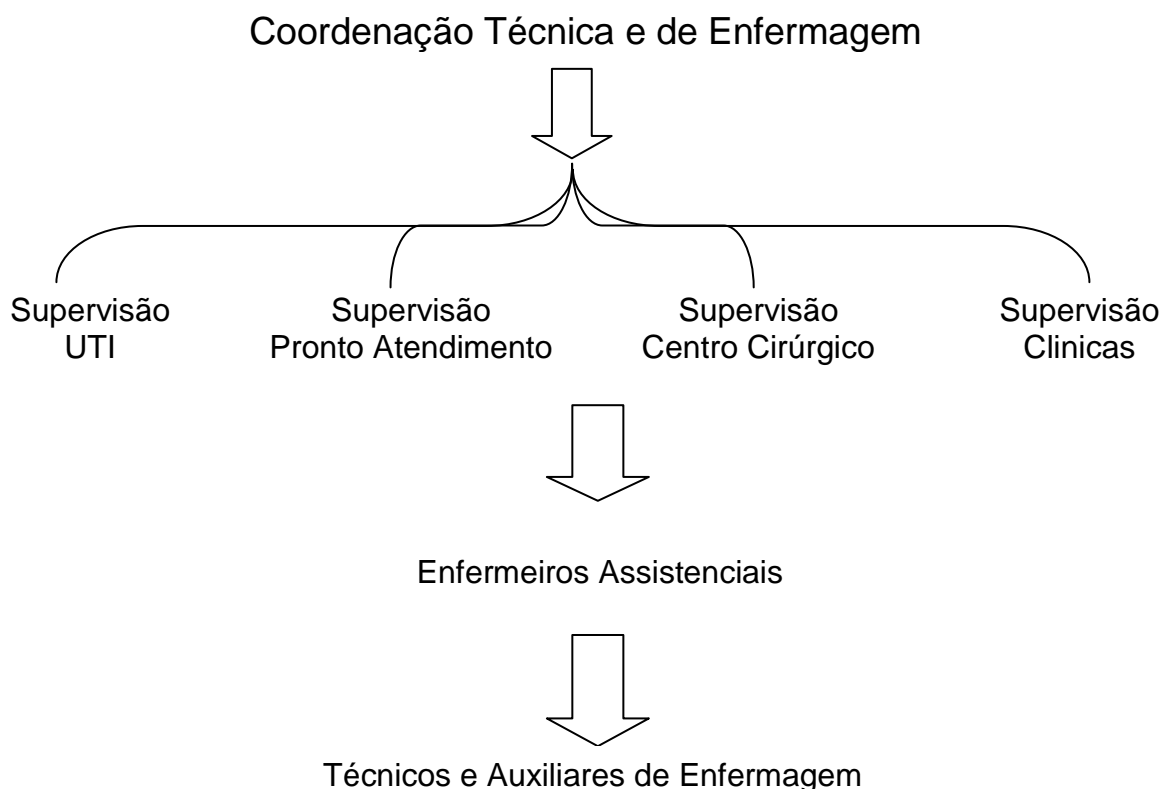 Coordenação Técnica e de Enfermagem
Supervisão
UTI
Supervisão
Pronto Atendimento
Supervisão
Centro Cirúrgico
Supervisão
Clinicas
Enfermeiros Assistenciais
Técnicos e Auxiliares de Enfermagem